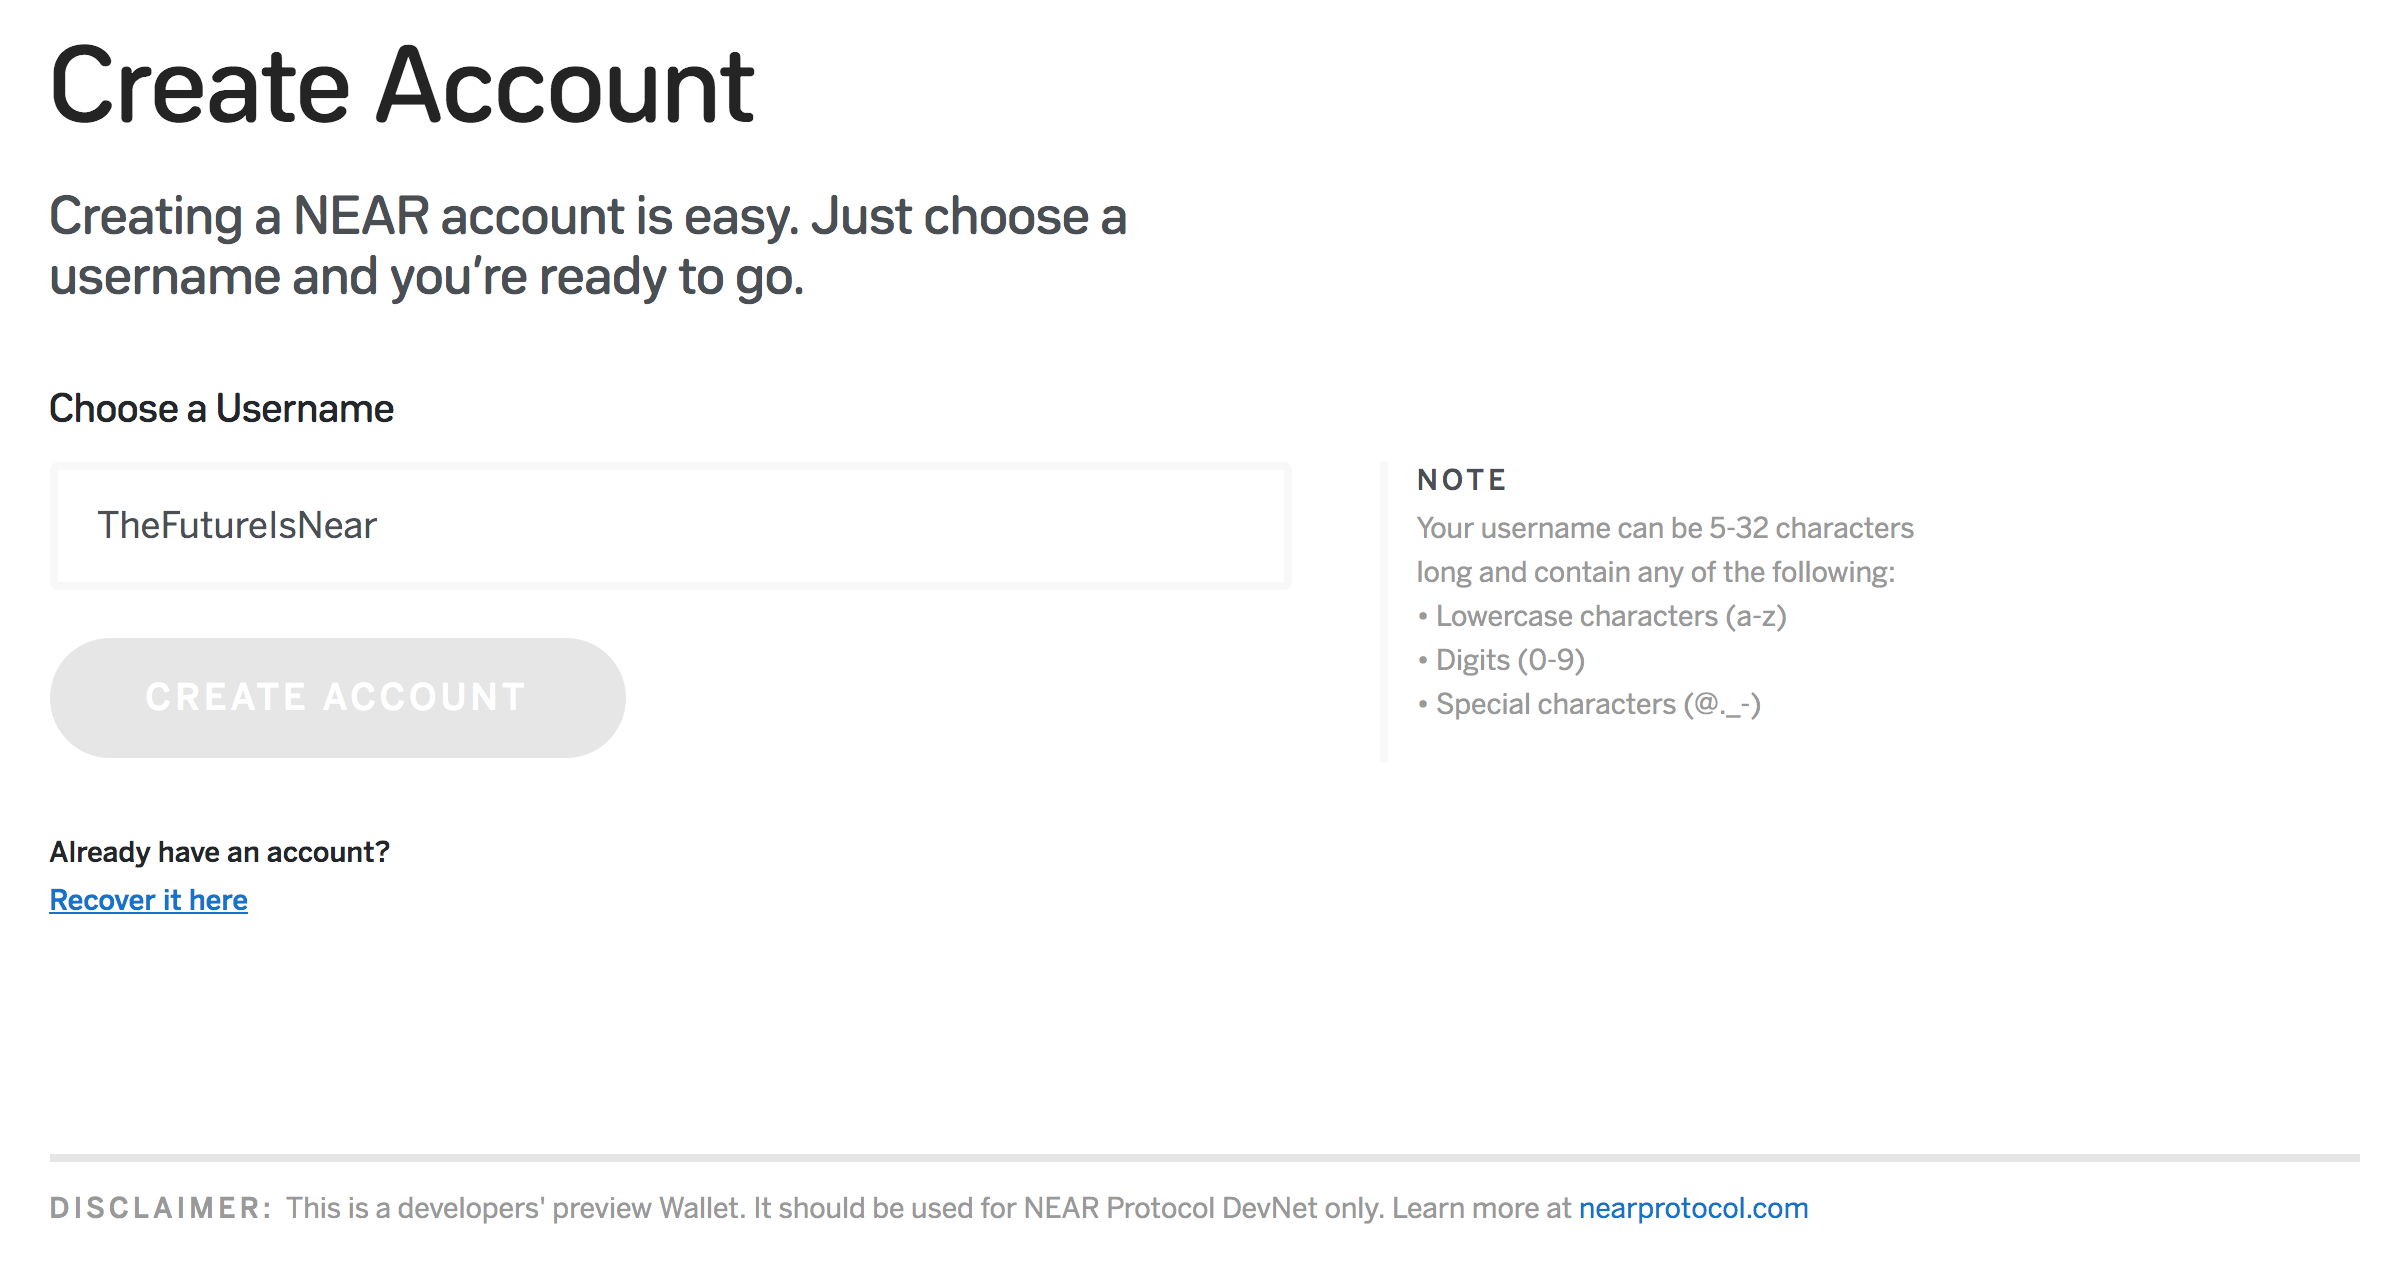 Create Account
Creating a NEAR account is easy. Just choose a
username and you’re ready to go.
Choose a Username
TheFutureIsNear
CREATE ACCOUNT
NOTE
Your username can be 5-32 characters
long and contain any of the following:
• Lowercase characters (a-z)
• Digits (0-9)
• Special characters (@._-)
Already have an account?
Recover it here
DISCLAIMER: This is a developers' preview Wallet. It should be used for NEAR Protocol DevNet only. Learn more at nearprotocol.com